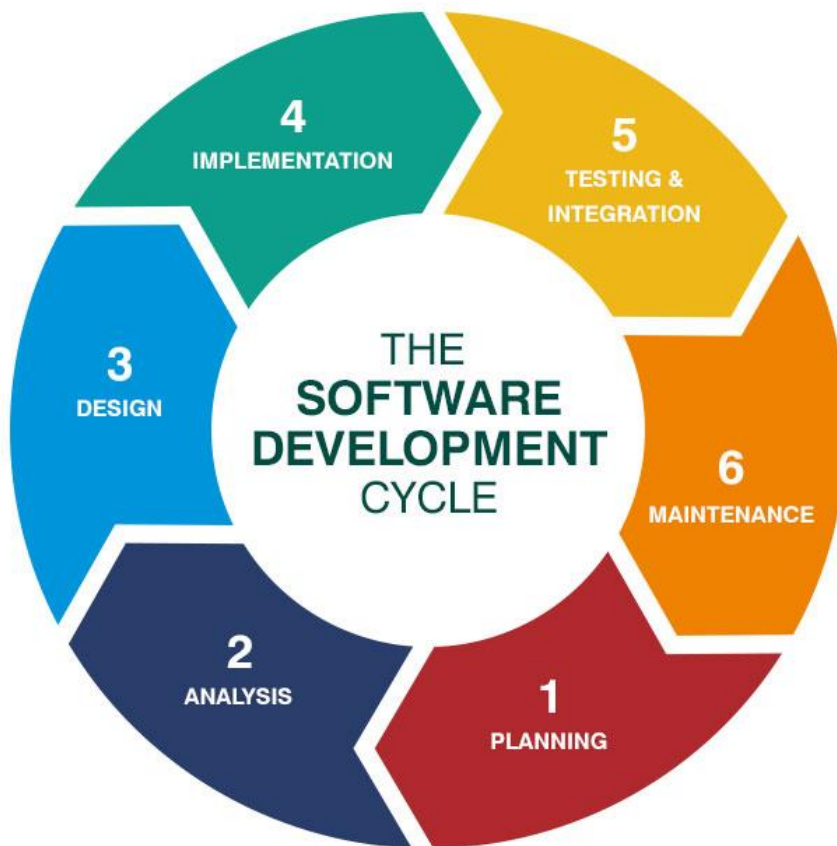 THE
SOFTWARE
DEVELOPMENT
CYCLE
1
PLANNING
2
ANALYSIS
3
DESIGN
4
IMPLEMENTATION
5
TESTING &
INTEGRATION
6
MAINTENANCE